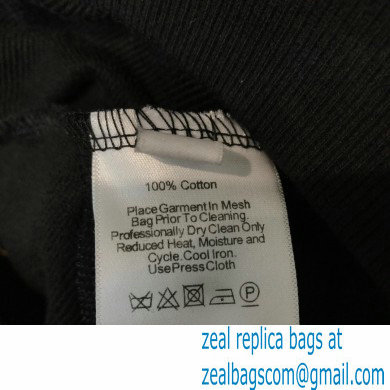 100% Cotton
Place Garment In Mesh
Bag Prior To Cleaning.
Professionally Dry Clean Only
Reduced Heat, Moisture and
Cycle. Cool Iron.
Use Press Cloth
P
zeal replica bags at
zealbagscom@gmail.com